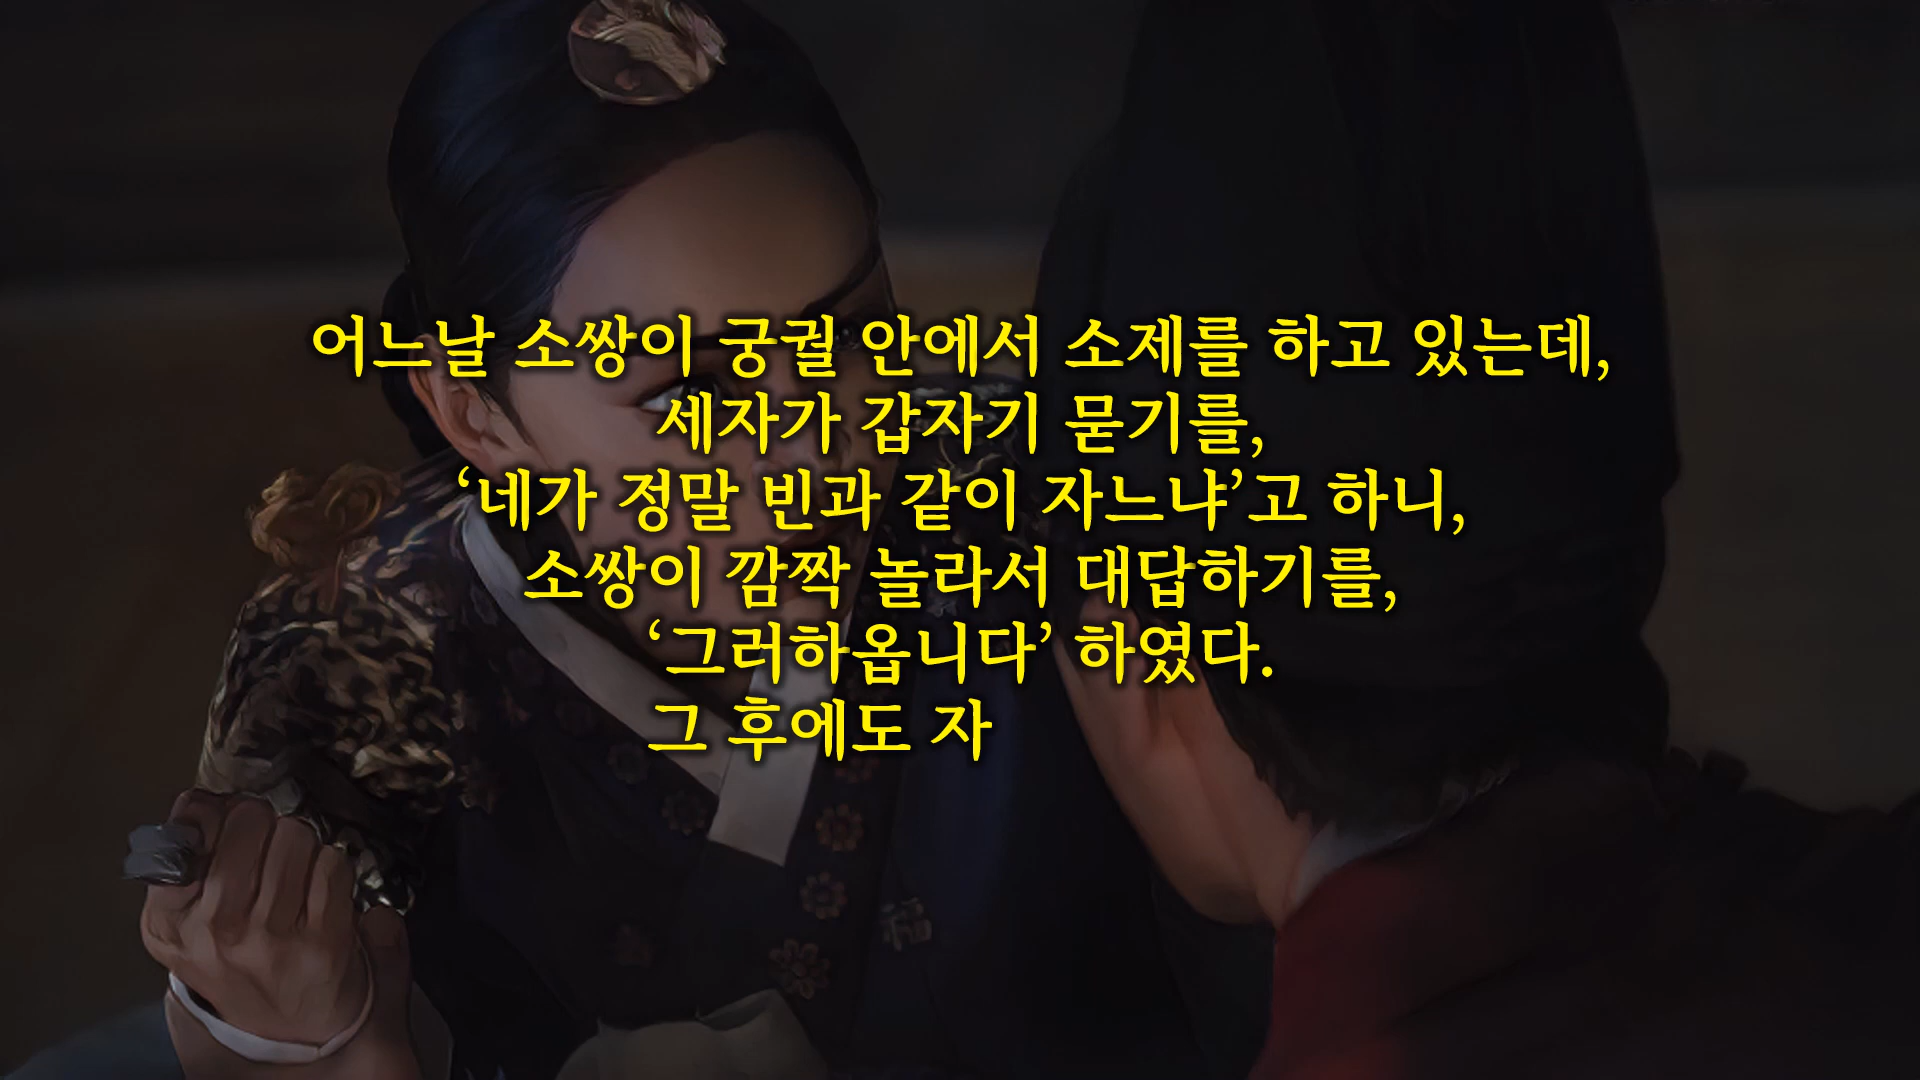 어느날 소쌍이 궁궐 안에서 소제를 하고 있는데,
세자가 갑자기 묻기를,
‘네가 정말 빈과 같이 자느냐’고 하니,
소쌍이 깜짝 놀라서 대답하기를,
‘그러하옵니다’ 하였다.
그 후에도 자